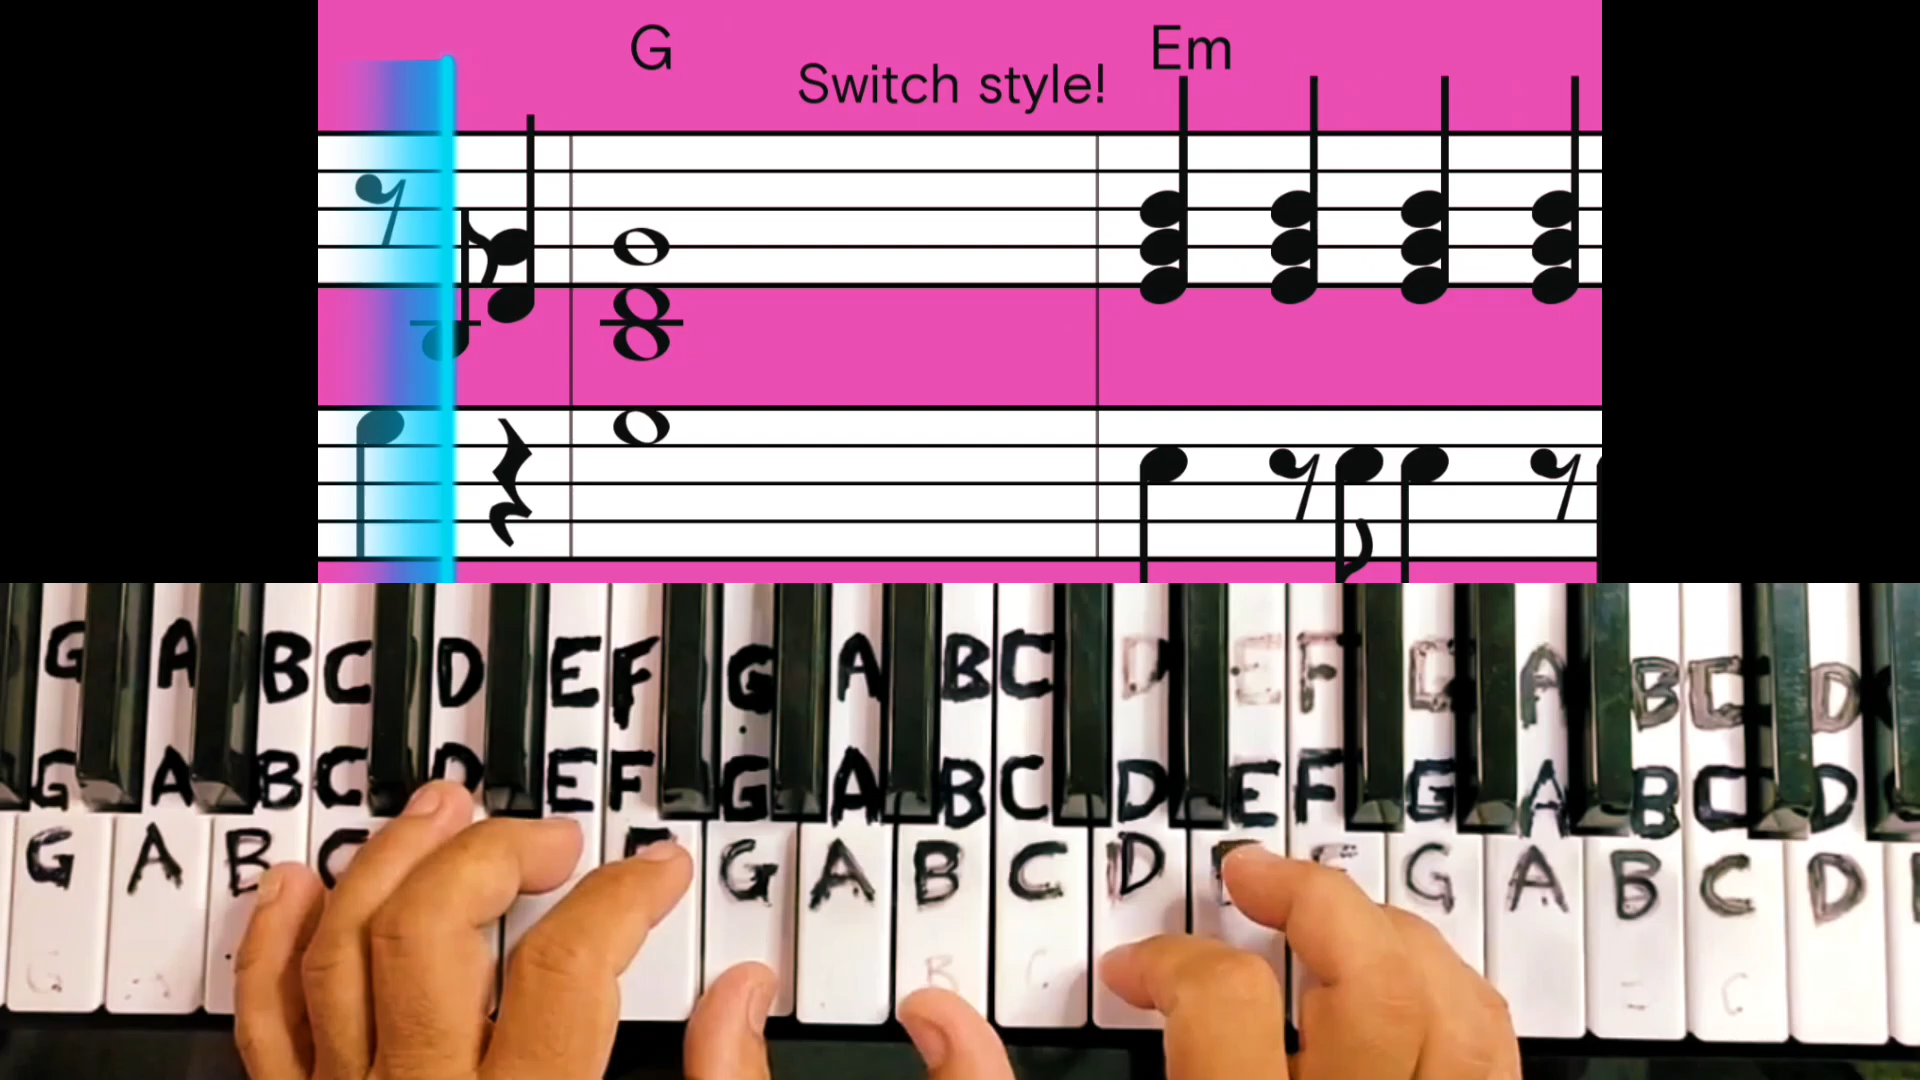 G Em
Switch style!
G A B C D E F G A B C D E F G A B C D
G A B C D E F G A B C D E F G A B C D
G A B C G A B C D F G A B C D
G A B C B C